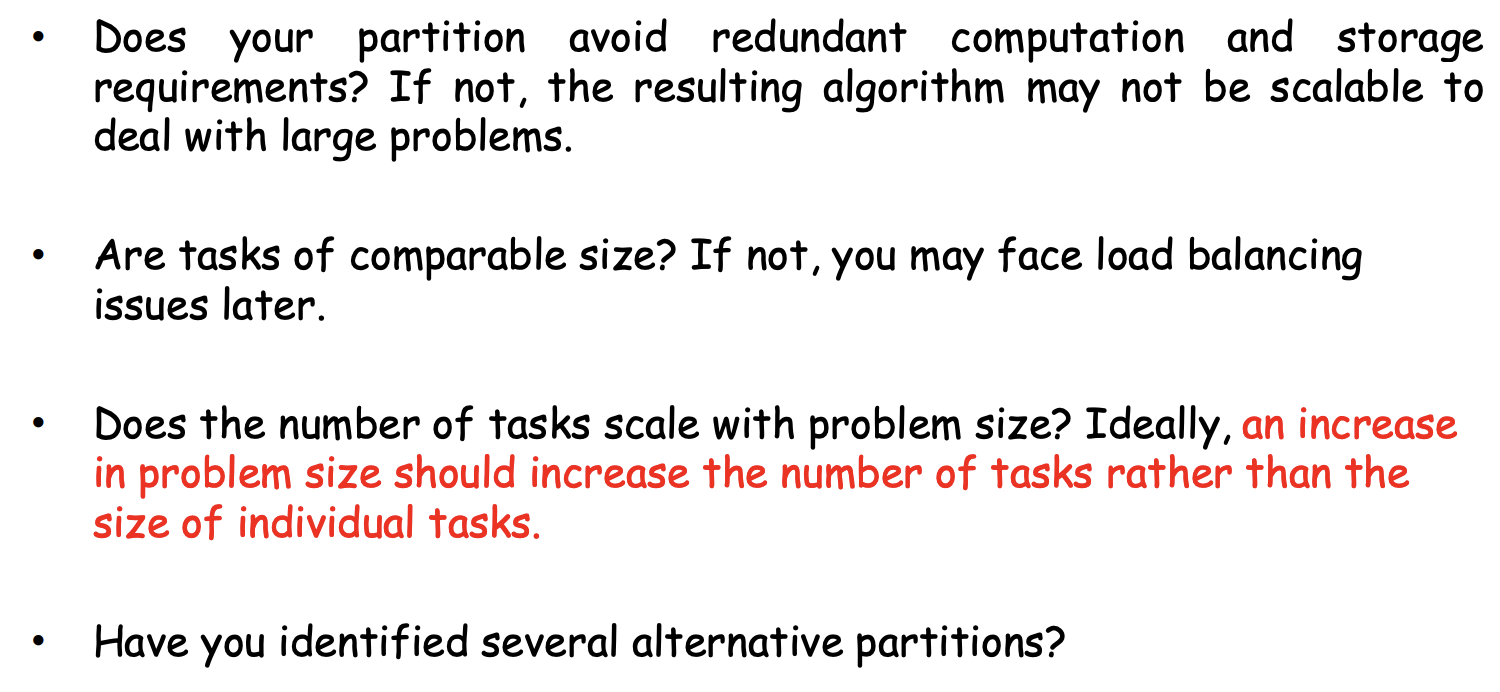 • Does your partition avoid redundant computation and storage
requirements? If not, the resulting algorithm may not be scalable to
deal with large problems.
• Are tasks of comparable size? If not, you may face load balancing
issues later.
• Does the number of tasks scale with problem size? Ideally, an increase
in problem size should increase the number of tasks rather than the
size of individual tasks.
• Have you identified several alternative partitions?